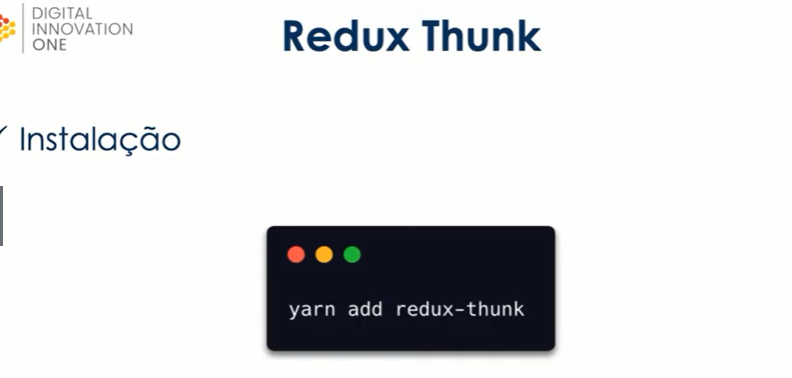 DIGITAL
INNOVATION
ONE
Redux Thunk
✓ Instalação
yarn add redux-thunk